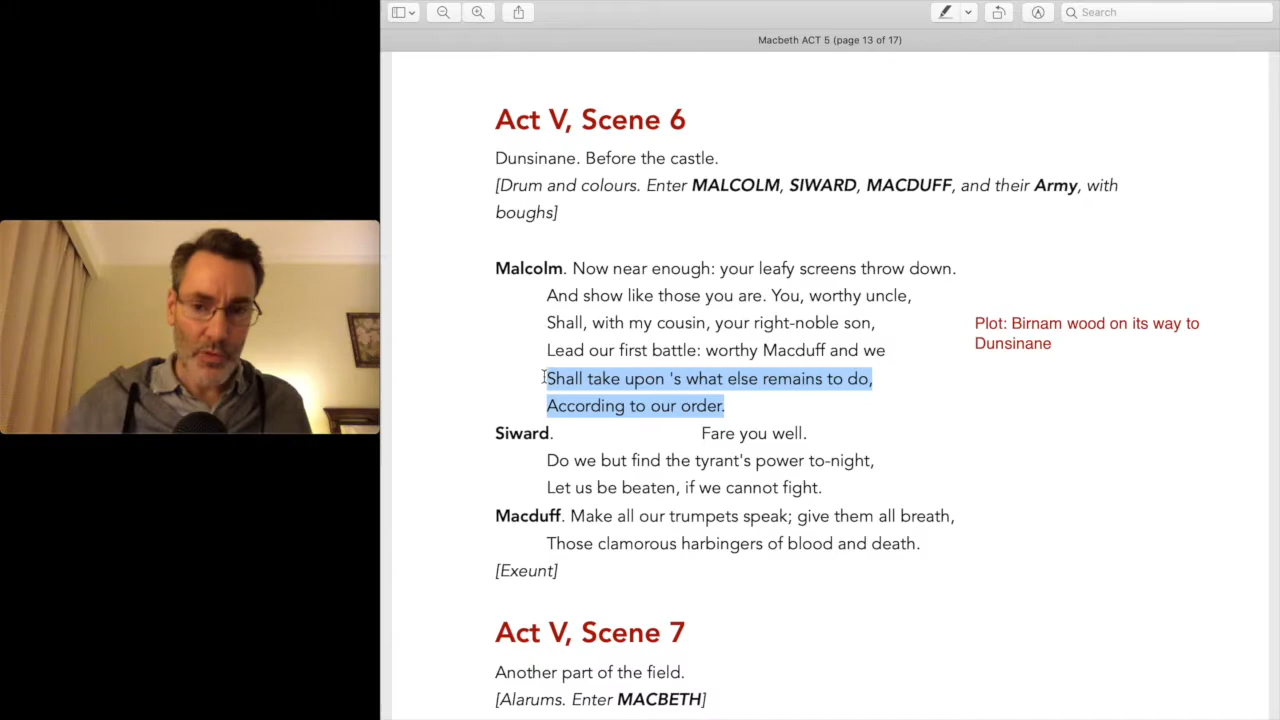 Search
Macbeth ACT 5 (page 13 of 17)
Act V, Scene 6
Dunsinane. Before the castle.
[Drum and colours. Enter MALCOLM, SIWARD, MACDUFF, and their Army, with
boughs]
Malcolm. Now near enough: your leafy screens throw down.
And show like those you are. You, worthy uncle,
Shall, with my cousin, your right-noble son,
Lead our first battle: worthy Macduff and we
Shall take upon 's what else remains to do,
According to our order.
Plot: Birnam wood on its way to
Dunsinane
Siward. Fare you well.
Do we but find the tyrant's power to-night,
Let us be beaten, if we cannot fight.
Macduff. Make all our trumpets speak; give them all breath,
Those clamorous harbingers of blood and death.
[Exeunt]
Act V, Scene 7
Another part of the field.
[Alarums. Enter MACBETH]